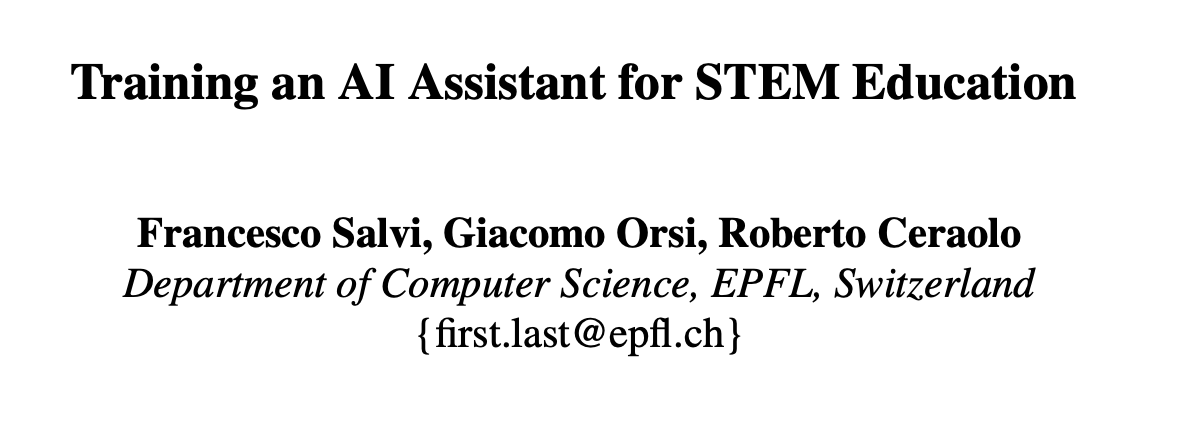 Training an AI Assistant for STEM Education
Francesco Salvi, Giacomo Orsi, Roberto Ceraolo
Department of Computer Science, EPFL, Switzerland
{first.last@epfl.ch}